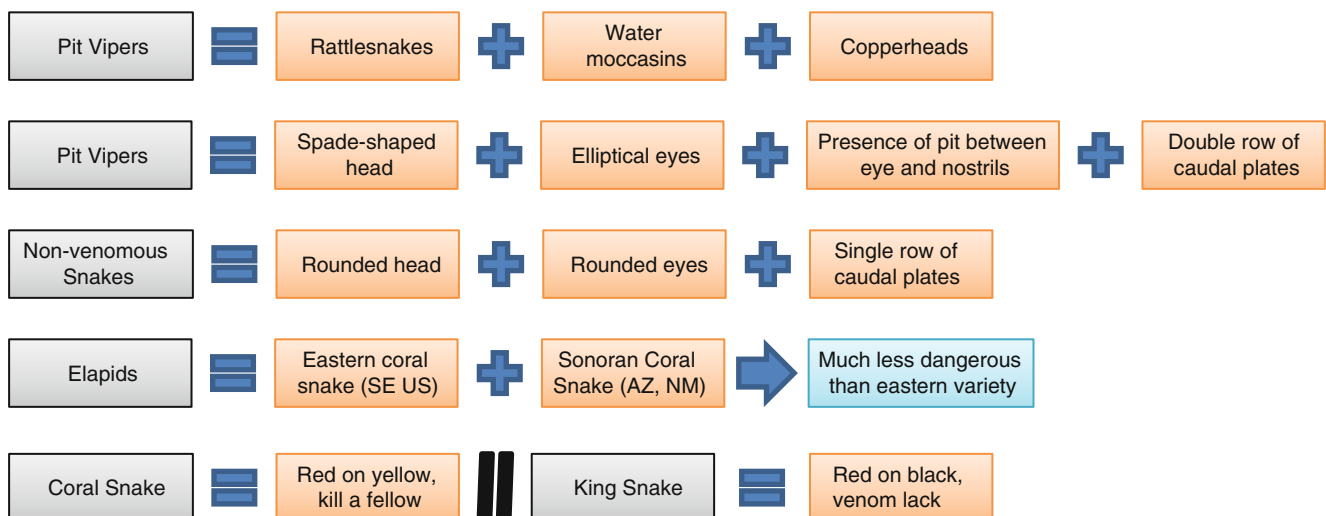 Pit Vipers
Rattlesnakes
Water
moccasins
Copperheads
Pit Vipers
Spade-shaped
head
Elliptical eyes
Presence of pit between
eye and nostrils
Double row of
caudal plates
Non-venomous
Snakes
Rounded head
Rounded eyes
Single row of
caudal plates
Elapids
Eastern coral
snake (SE US)
Sonoran Coral
Snake (AZ, NM)
Much less dangerous
than eastern variety
Coral Snake
Red on yellow,
kill a fellow
King Snake
Red on black,
venom lack